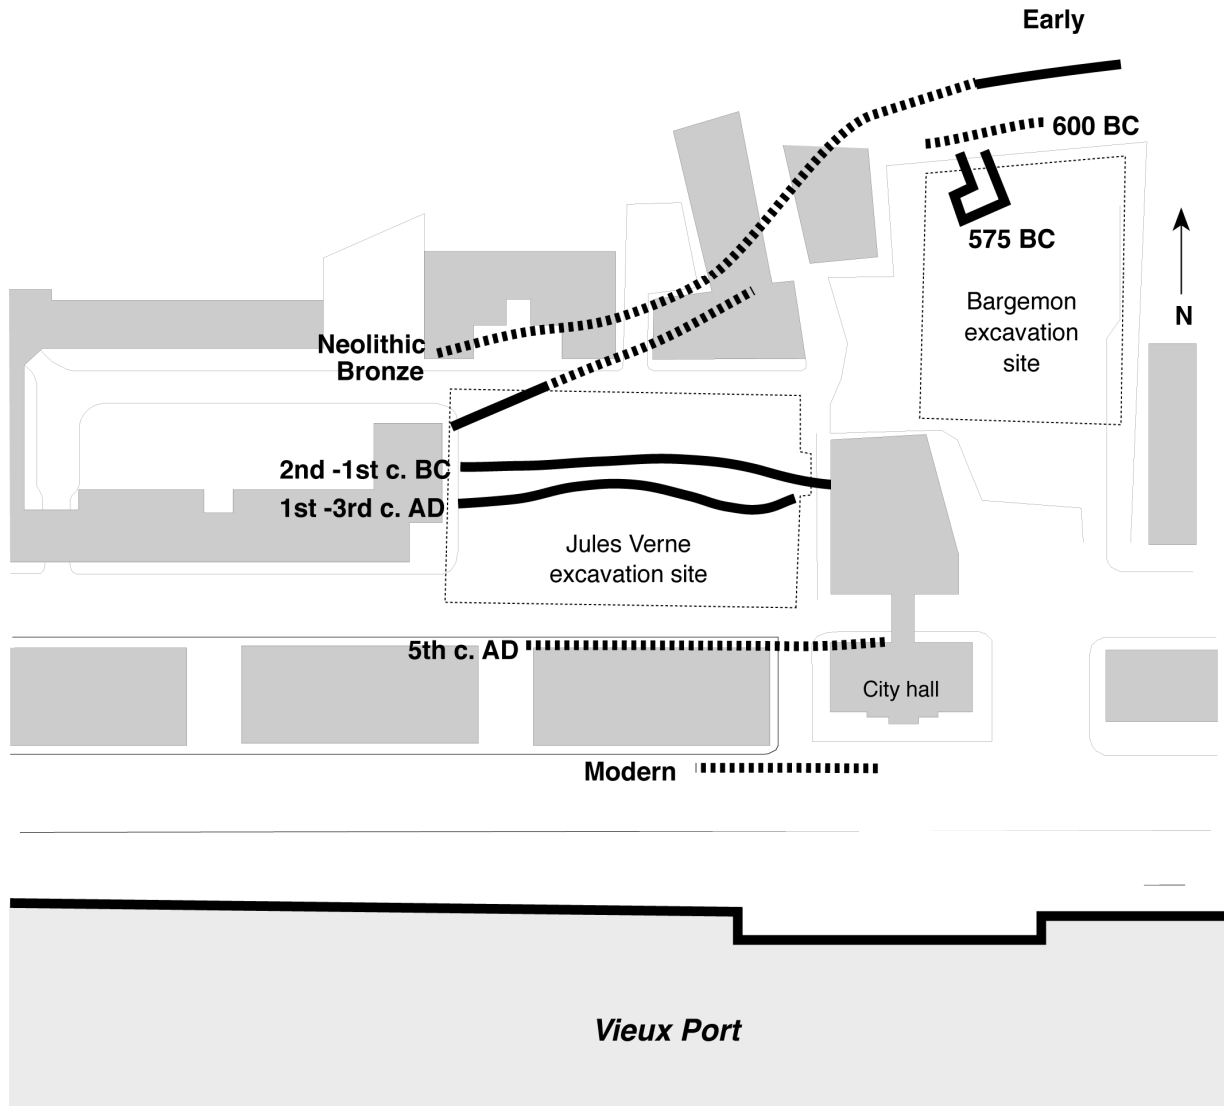 Early
600 BC
575 BC
Bargemon
excavation
site
N
Neolithic
Bronze
2nd -1st c. BC
1st -3rd c. AD
Jules Verne
excavation site
5th c. AD
City hall
Modern
Vieux Port